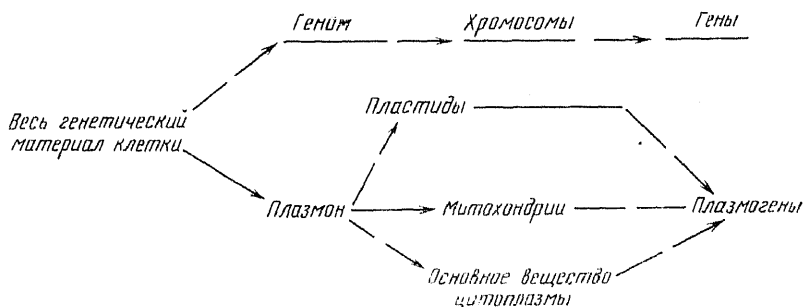 Геном
Хромосомы
Гены
Весь генетический
материал клетки
Пластиды
Плазмон
Митохондрии
Плазмогены
Основное вещество
цитоплазмы